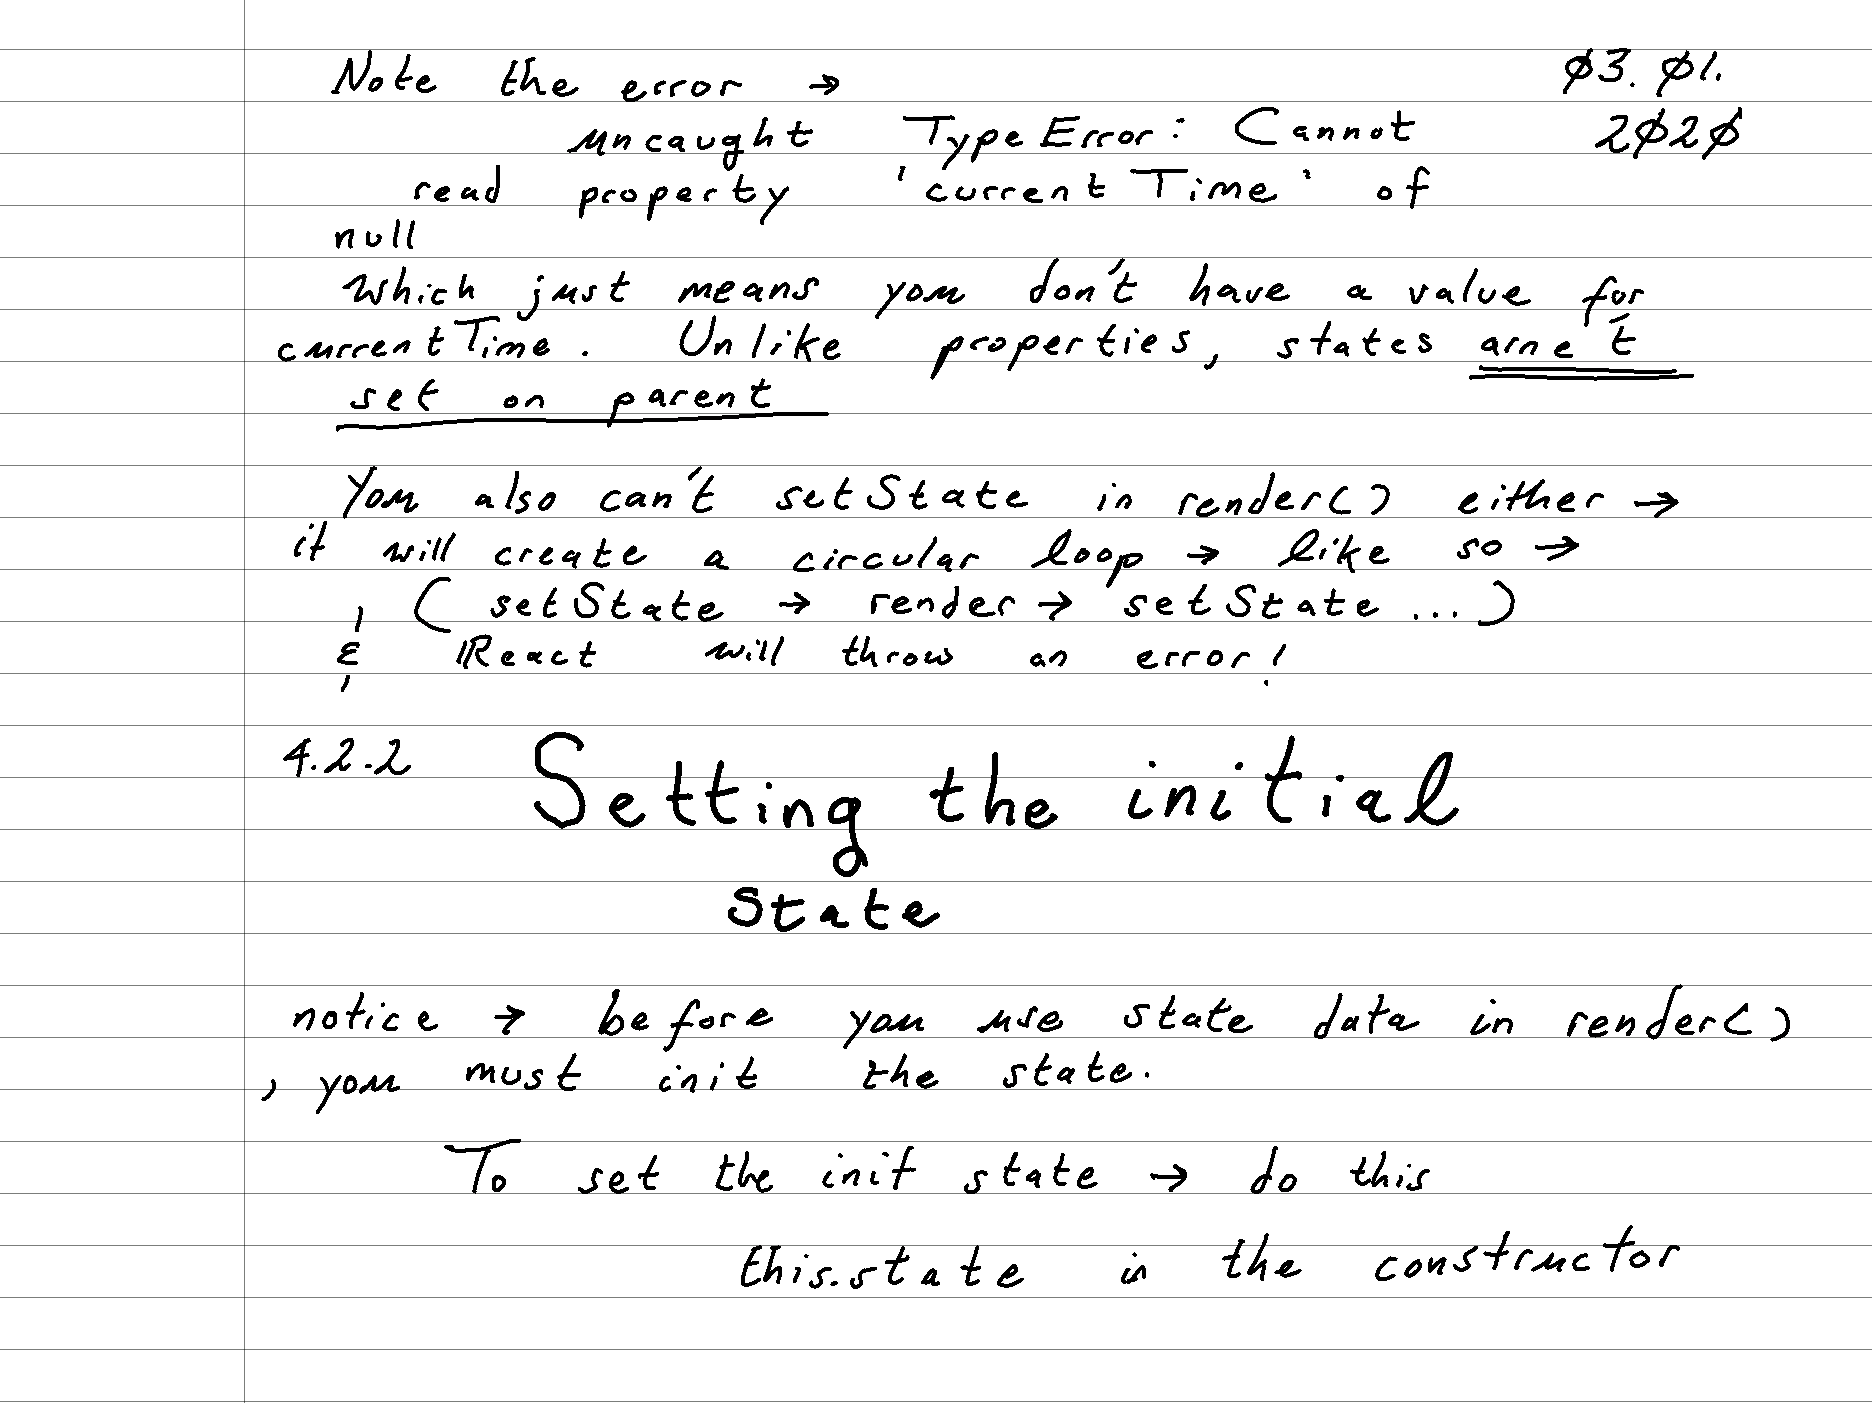 Note the error → ø3. ø1.
uncaught TypeError: Cannot 2ø2ø
read property 'currentTime' of
null
which just means you don't have a value for
currentTime. Unlike properties, states arne't
set on parent
You also can't setState in render() either →
it will create a circular loop → like so →
( setState → render → setState ... )
& React will throw an error!
4.2.2 Setting the initial
state
notice → before you use state data in render()
, you must init the state.
To set the init state → do this
this.state in the constructor